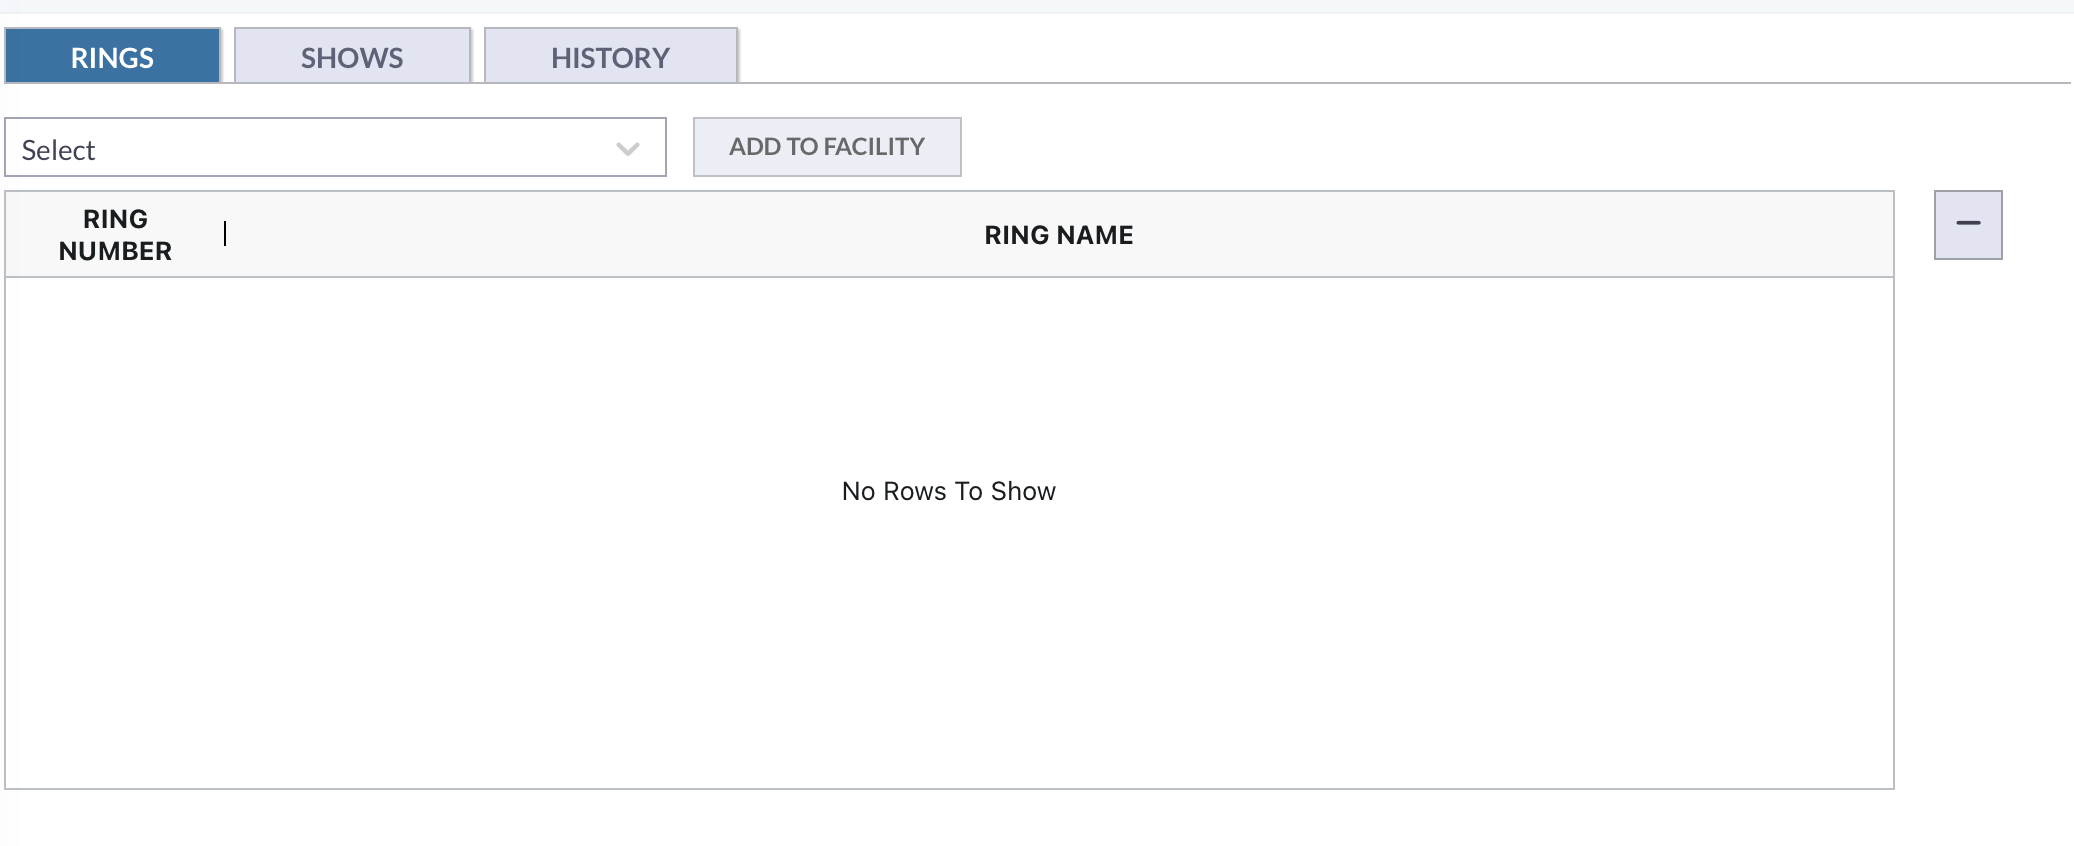 RINGS
SHOWS
HISTORY
Select
ADD TO FACILITY
RING
NUMBER
RING NAME
No Rows To Show